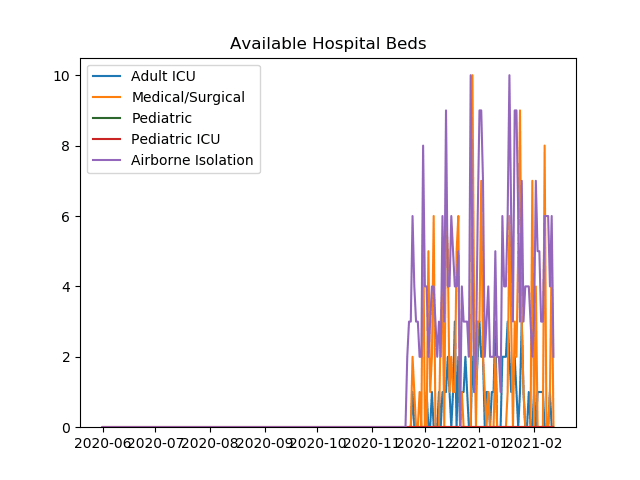 Available Hospital Beds
10
8
6
4
2
0
Adult ICU
Medical/Surgical
Pediatric
Pediatric ICU
Airborne Isolation
2020-06 2020-07 2020-08 2020-09 2020-10 2020-11 2020-12 2021-01 2021-02